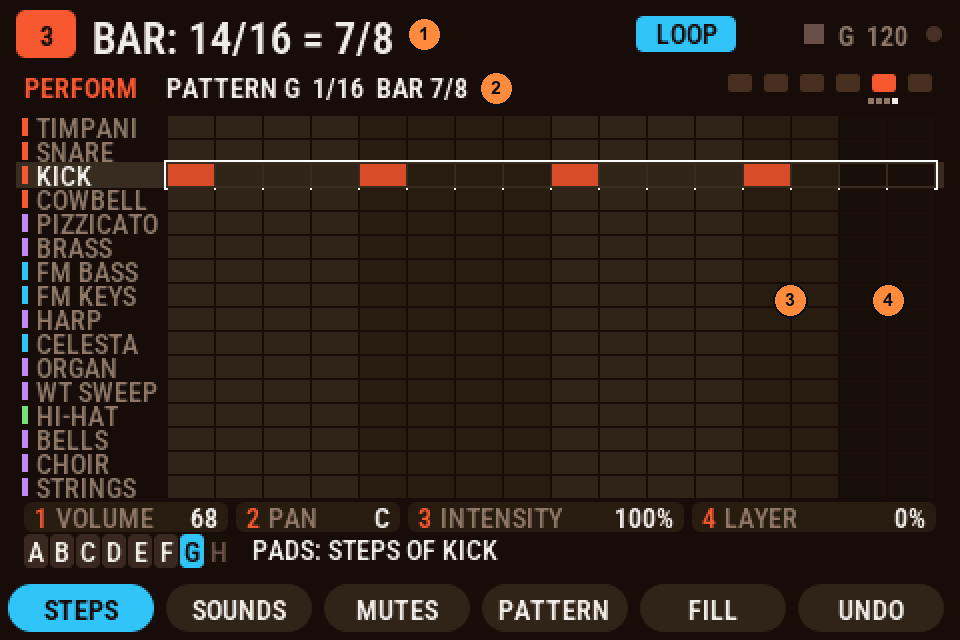 3 BAR: 14/16 = 7/8 1 LOOP G 120
PERFORM PATTERN G 1/16 BAR 7/8 2
TIMPANI
SNARE
KICK
COWBELL
PIZZICATO
BRASS
FM BASS
FM KEYS 3 4
HARP
CELESTA
ORGAN
WT SWEEP
HI-HAT
BELLS
CHOIR
STRINGS
1 VOLUME 68 2 PAN C 3 INTENSITY 100% 4 LAYER 0%
A B C D E F G H PADS: STEPS OF KICK
STEPS SOUNDS MUTES PATTERN FILL UNDO